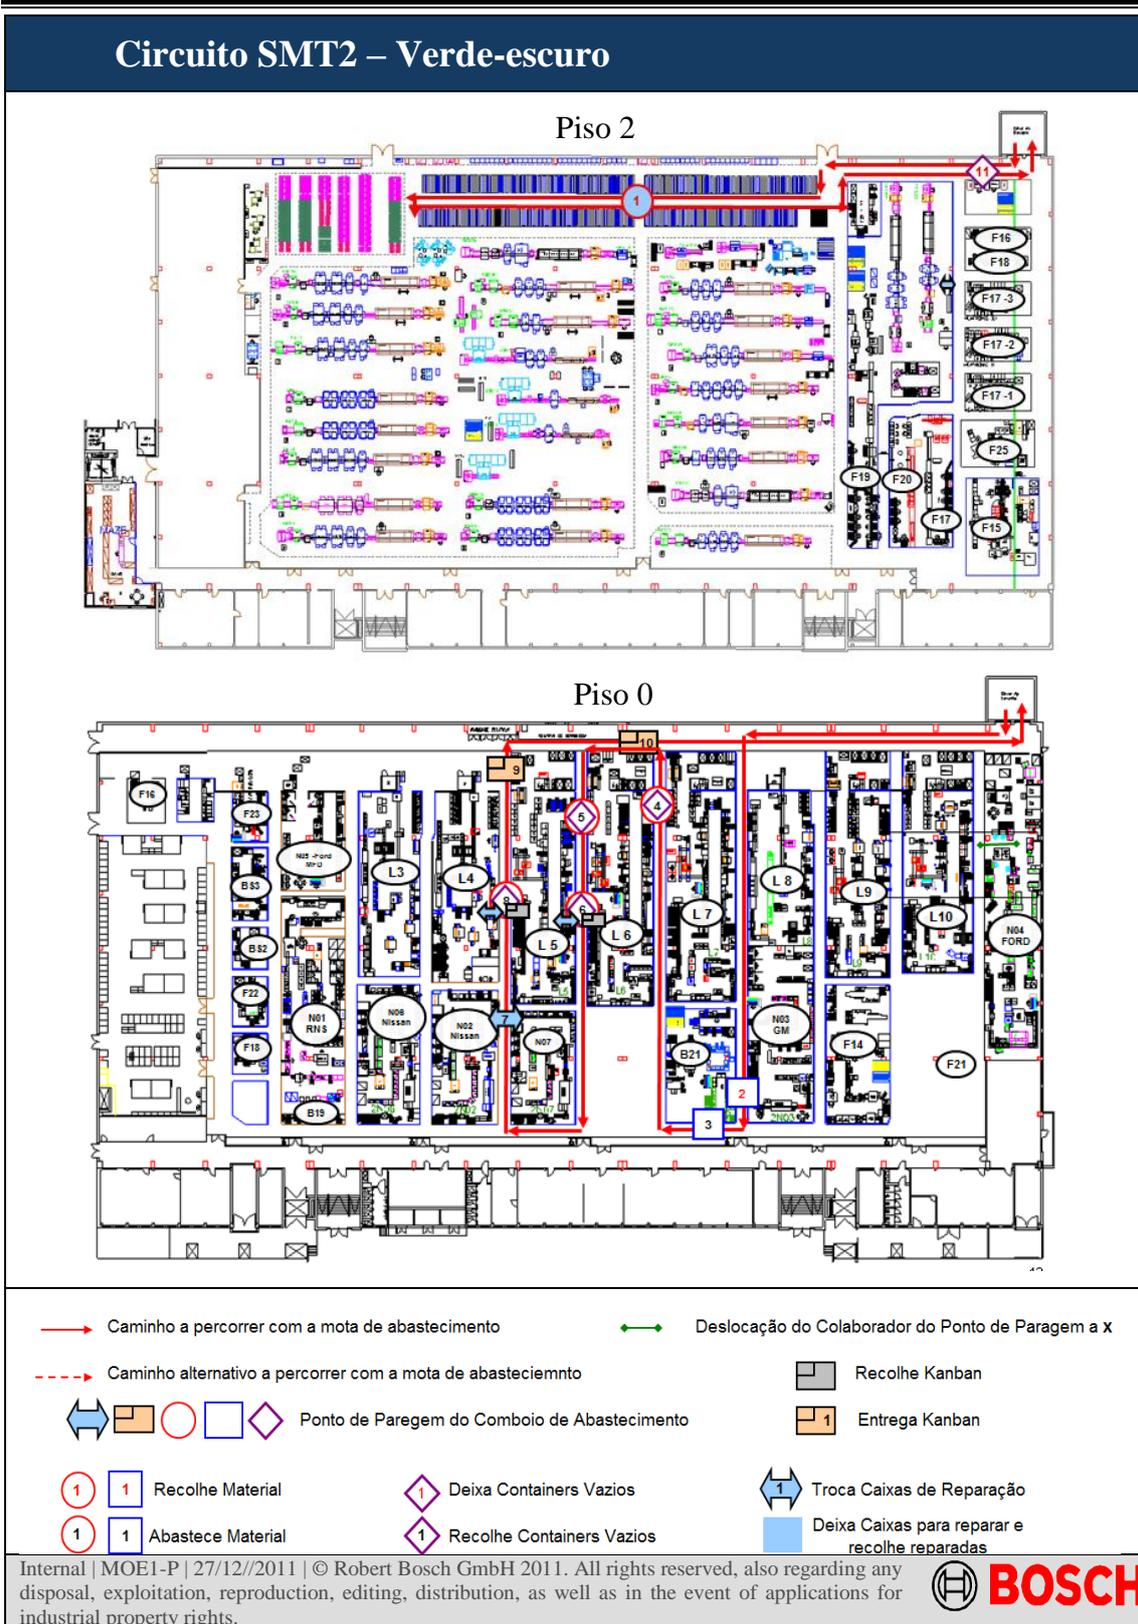 Circuito SMT2 – Verde-escuro
Piso 2
11
1
F16
F18
F17 -3
F17 -2
F17 -1
F25
F19
F20
F17
F15
Piso 0
10
9
F16
F23
N05 -Ford
MFD
L3
L4
5
4
L 8
B33
L9
L 7
L10
L 5
L 6
N04
FORD
F22
N01
RNS
N06
Nissan
N02
Nissan
7
N07
N03
GM
F14
B21
F21
F18
2
3
B19
Caminho a percorrer com a mota de abastecimento
Deslocação do Colaborador do Ponto de Paragem a x
Caminho alternativo a percorrer com a mota de abasteciemnto
Recolhe Kanban
Ponto de Paregem do Comboio de Abastecimento
1 Entrega Kanban
1 1 Recolhe Material
1 Deixa Containers Vazios
1 Troca Caixas de Reparação
1 1 Abastece Material
1 Recolhe Containers Vazios
Deixa Caixas para reparar e
recolhe reparadas
Internal | MOE1-P | 27/12//2011 | © Robert Bosch GmbH 2011. All rights reserved, also regarding any
disposal, exploitation, reproduction, editing, distribution, as well as in the event of applications for
industrial property rights.
BOSCH